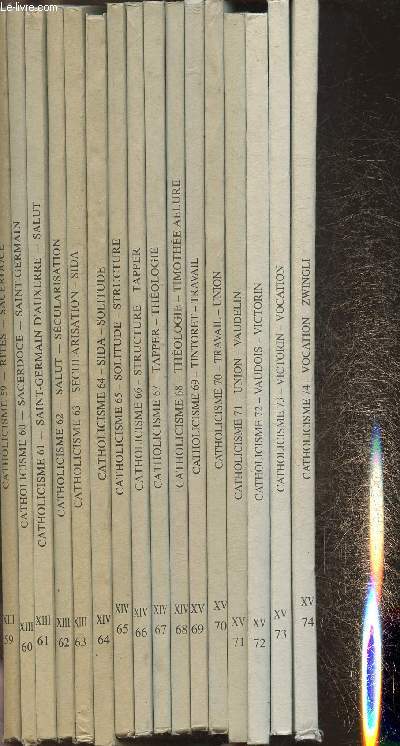 Le-livre.com
CATHOLICISME 59 – RITES – SACERDOCE
XIII
59
CATHOLICISME 60 – SACERDOCE – SAINT-GERMAIN
XIII
60
CATHOLICISME 61 – SAINT-GERMAIN D'AUXERRE – SALUT
XIII
61
CATHOLICISME 62 SALUT – SÉCULARISATION
XIII
62
CATHOLICISME 63 SÉCULARISATION – SIDA
XIII
63
CATHOLICISME 64 – SIDA – SOLITUDE
XIV
64
CATHOLICISME 65 SOLITUDE STRUCTURE
XIV
65
CATHOLICISME 66 – STRUCTURE TAPPER
XIV
66
CATHOLICISME 67 TAPPER – THÉOLOGIE
XIV
67
CATHOLICISME 68 THÉOLOGIE – TIMOTHÉE AELURE
XIV
68
CATHOLICISME 69 – TINTORET – TRAVAIL
XV
69
CATHOLICISME 70 – TRAVAIL – UNION
XV
70
CATHOLICISME 71 UNION VAUDELIN
XV
71
CATHOLICISME 72 – VAUDOIS – VICTORIN
XV
72
CATHOLICISME 73 – VICTORIN – VOCATION
XV
73
CATHOLICISME 74 VOCATION ZWINGLI
XV
74